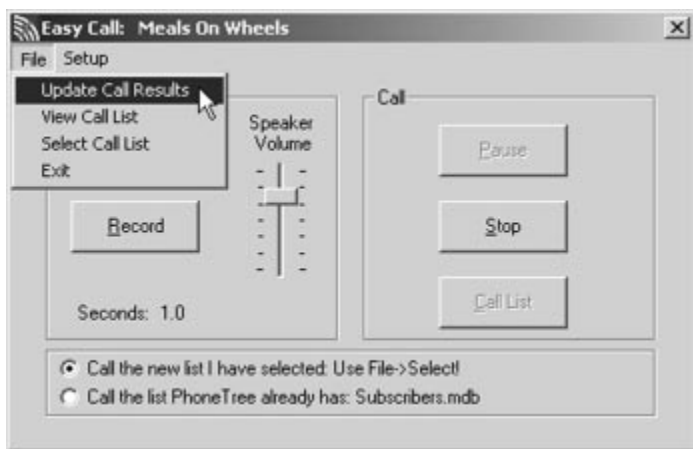 Easy Call: Meals On Wheels
File Setup
Update Call Results
View Call List
Select Call List
Exit
Speaker
Volume
Record
Seconds: 1.0
Call
Pause
Stop
Call List
Call the new list I have selected: Use File->Select!
Call the list PhoneTree already has: Subscribers.mdb